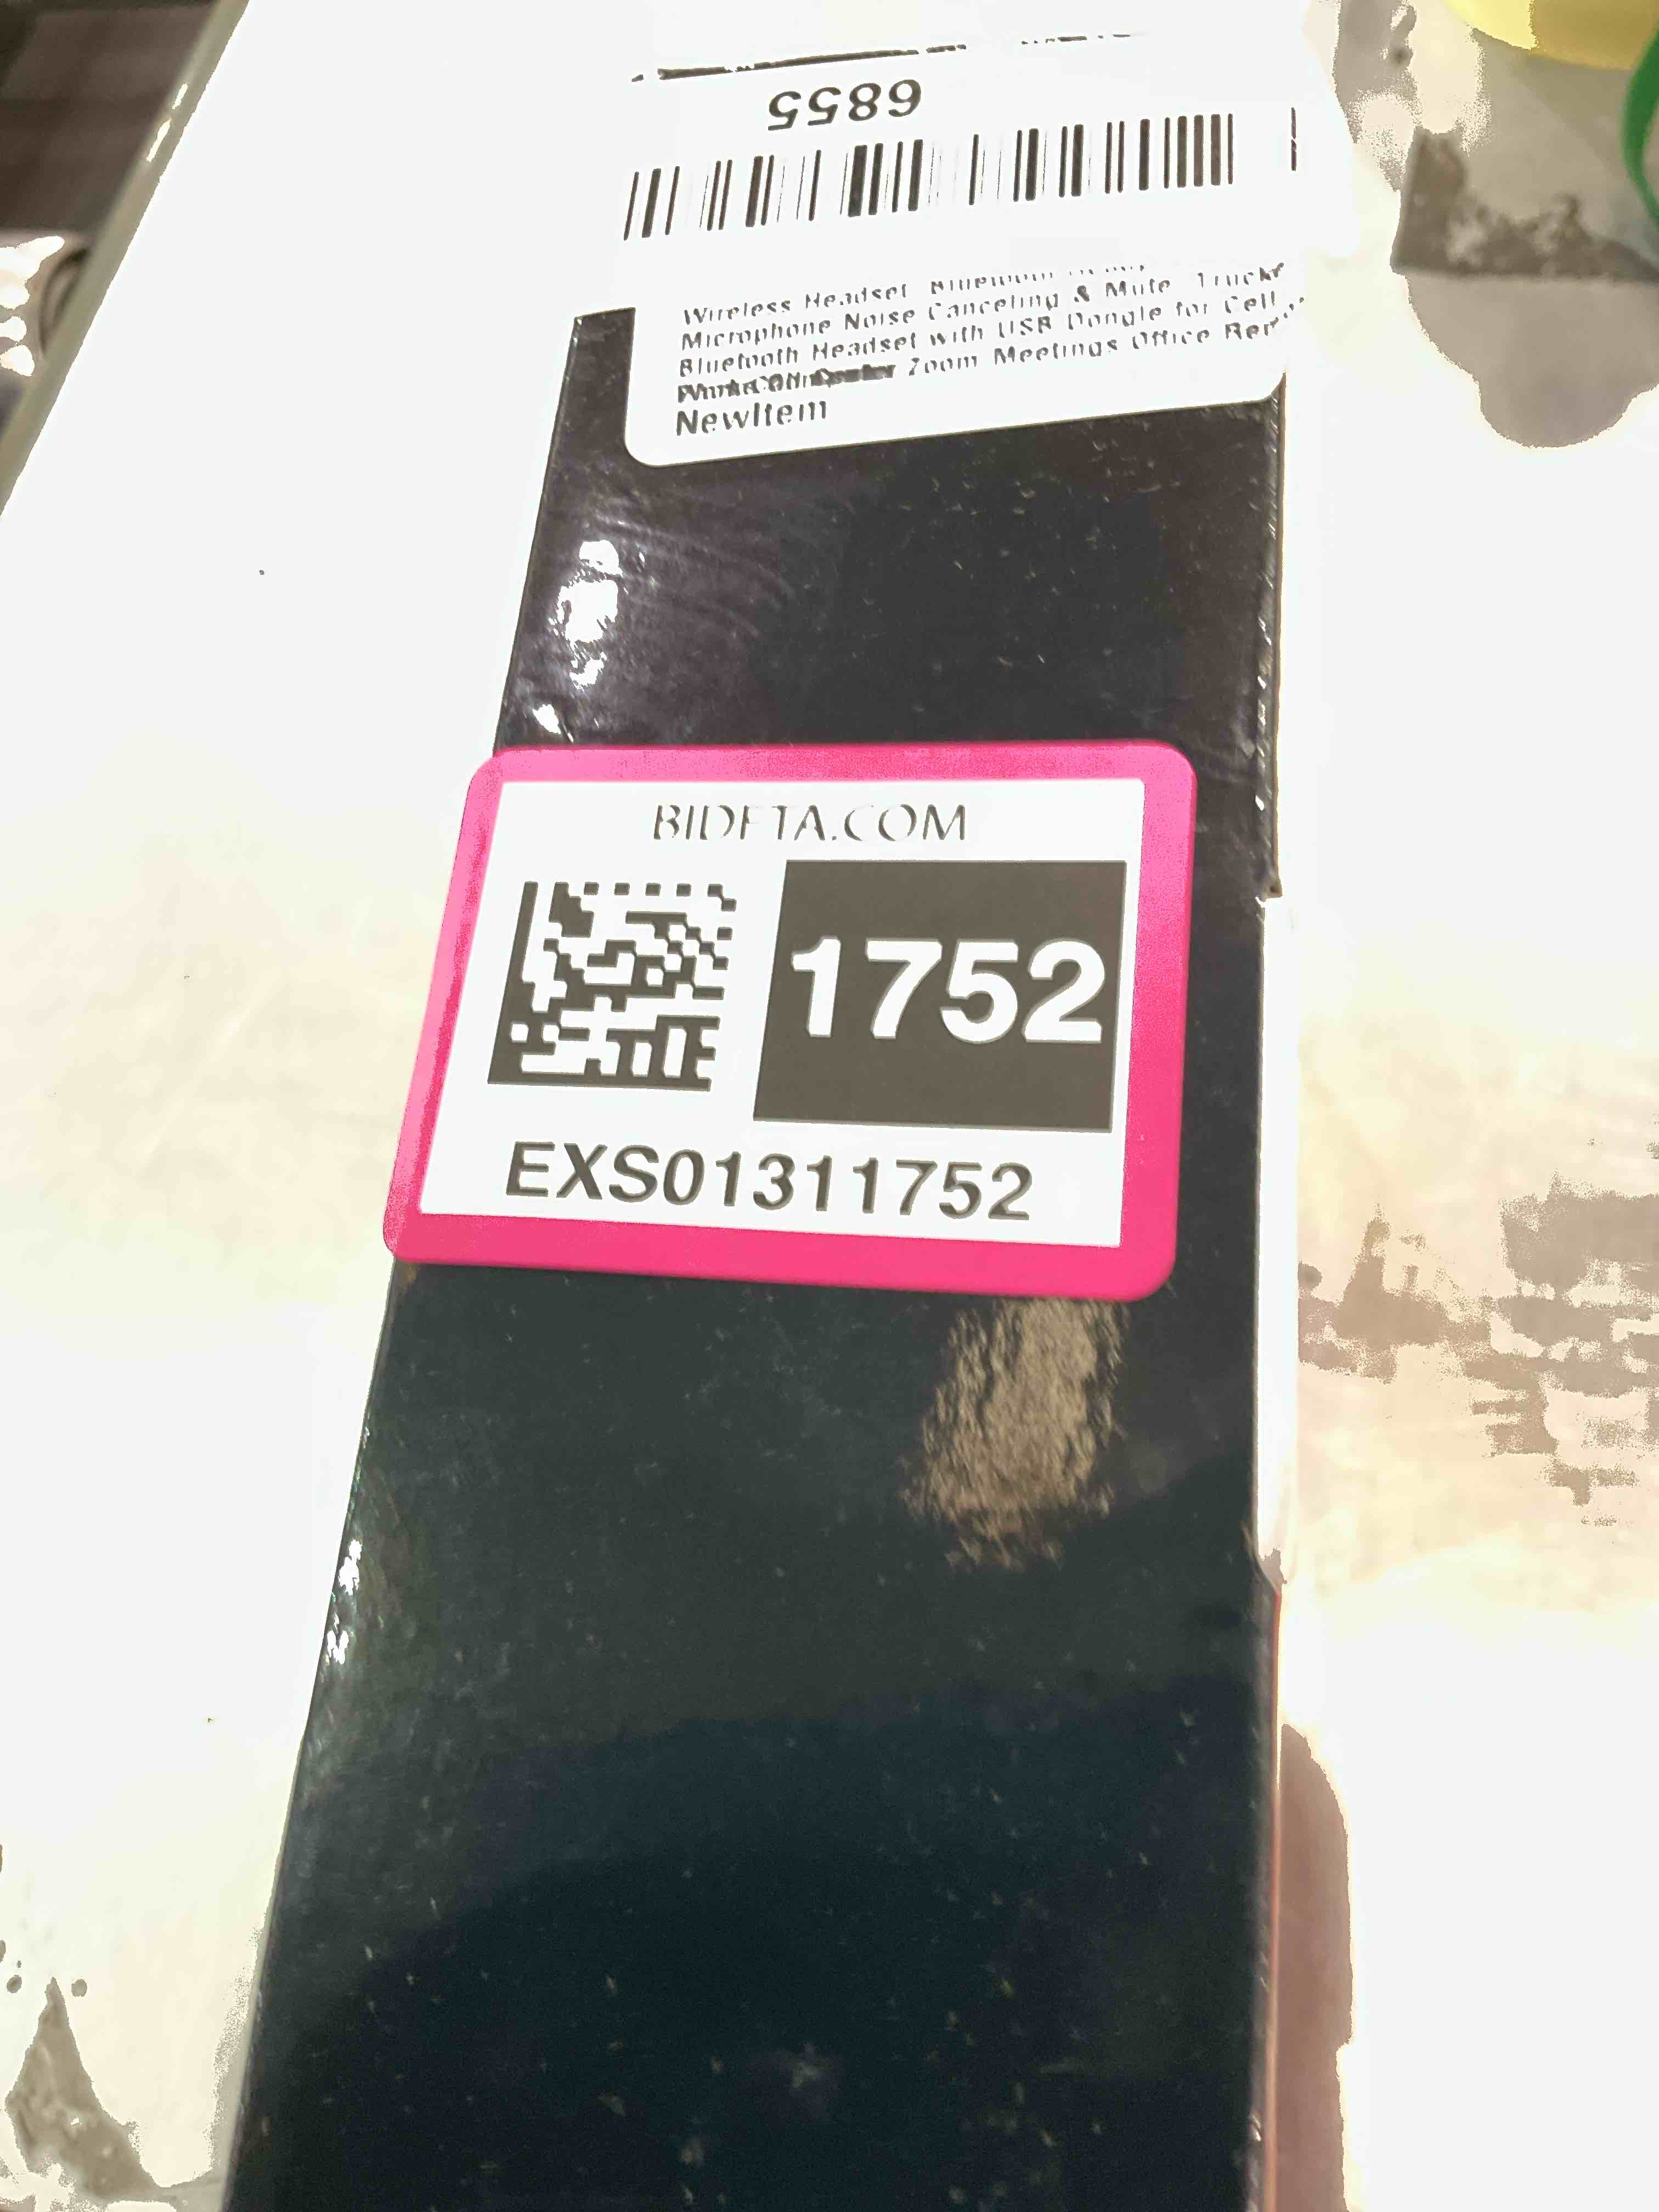 6855
Wireless Headset Bluetooth
Microphone Noise Canceling & Mute
Bluetooth Headset with USB Dongle for Cell
Zoom Meetings Office
NewItem
BIDFTA.COM
1752
EXS01311752